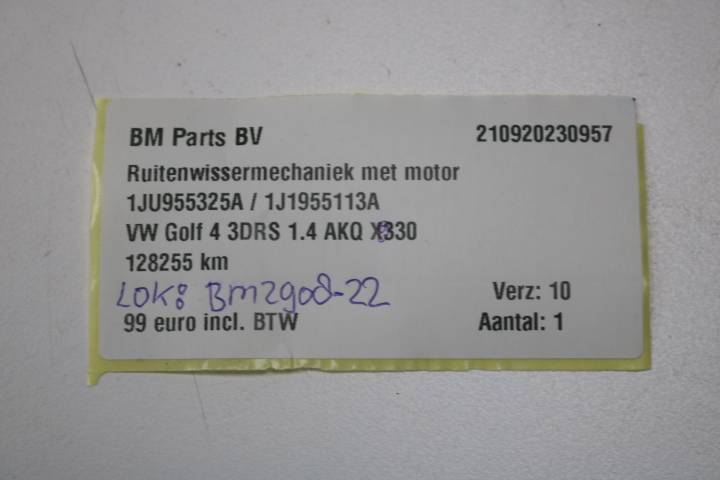 BM Parts BV 210920230957
Ruitenwissermechaniek met motor
1JU955325A / 1J1955113A
VW Golf 4 3DRS 1.4 AKQ
128255 km
LOK: Bm2908-22 Verz: 10
99 euro incl. BTW Aantal: 1